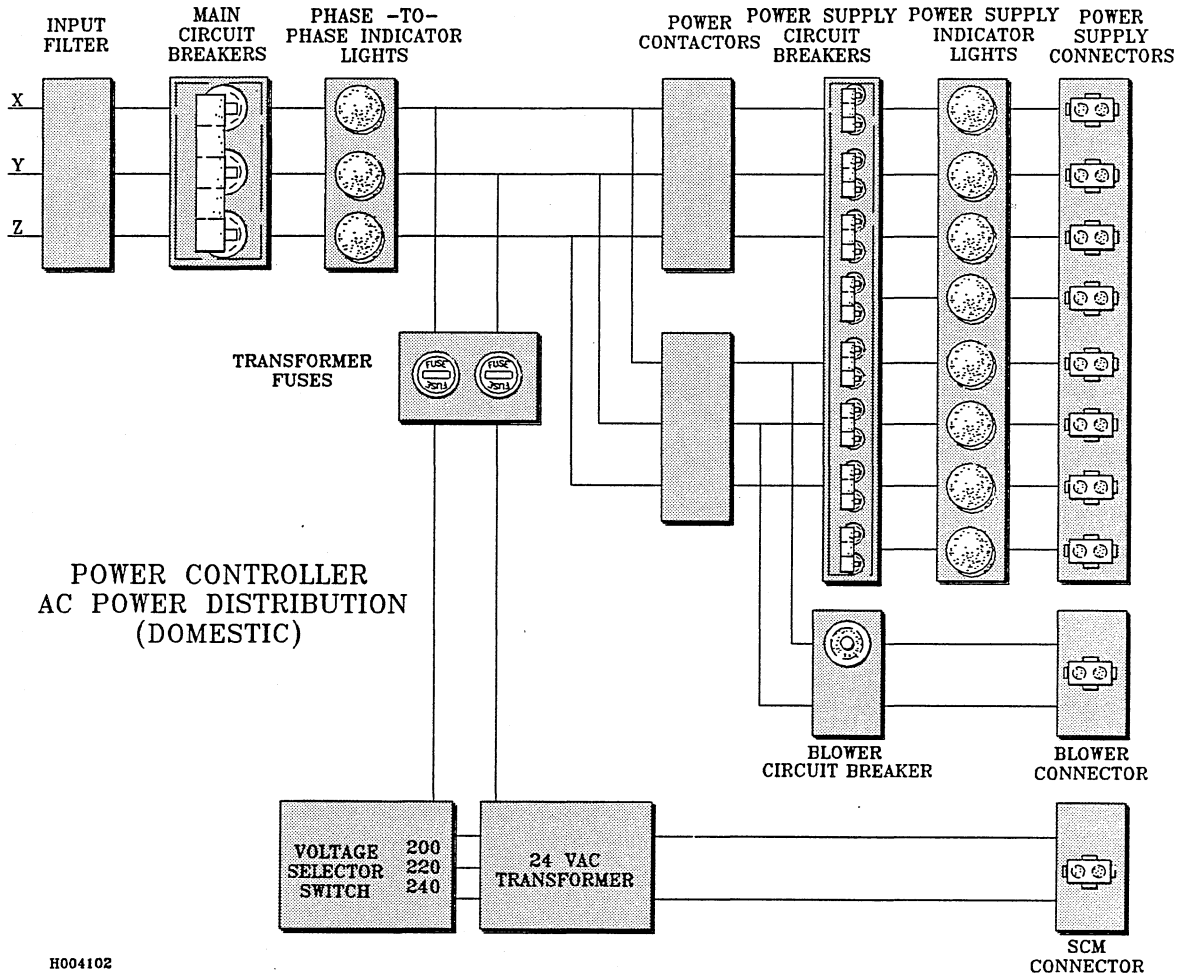 INPUT
FILTER
MAIN
CIRCUIT
BREAKERS
PHASE -TO-
PHASE INDICATOR
LIGHTS
POWER
CONTACTORS
POWER SUPPLY
CIRCUIT
BREAKERS
POWER SUPPLY
INDICATOR
LIGHTS
POWER
SUPPLY
CONNECTORS
X
Y
Z
TRANSFORMER
FUSES
FUSE
FUSE
FUSE
FUSE
POWER CONTROLLER
AC POWER DISTRIBUTION
(DOMESTIC)
BLOWER
CIRCUIT BREAKER
BLOWER
CONNECTOR
VOLTAGE
SELECTOR
SWITCH
200
220
240
24 VAC
TRANSFORMER
SCM
CONNECTOR
H004102